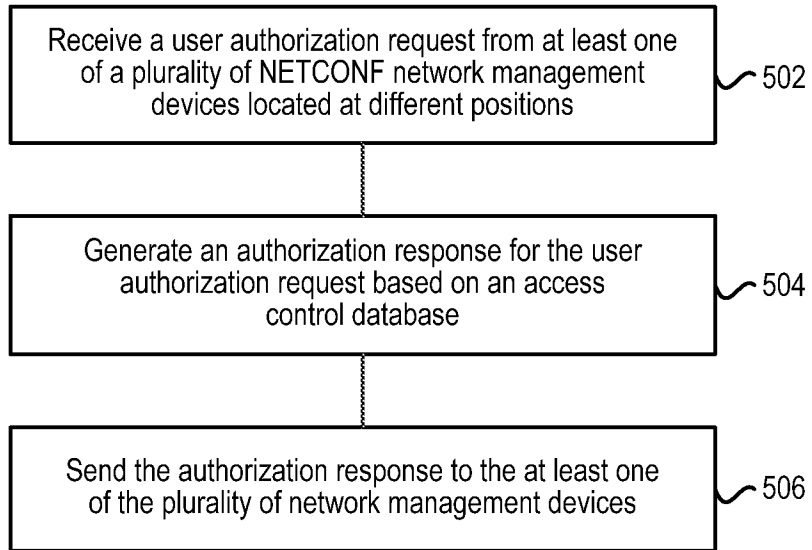 Receive a user authorization request from at least one
of a plurality of NETCONF network management
devices located at different positions
502
Generate an authorization response for the user
authorization request based on an access
control database
504
Send the authorization response to the at least one
of the plurality of network management devices
506